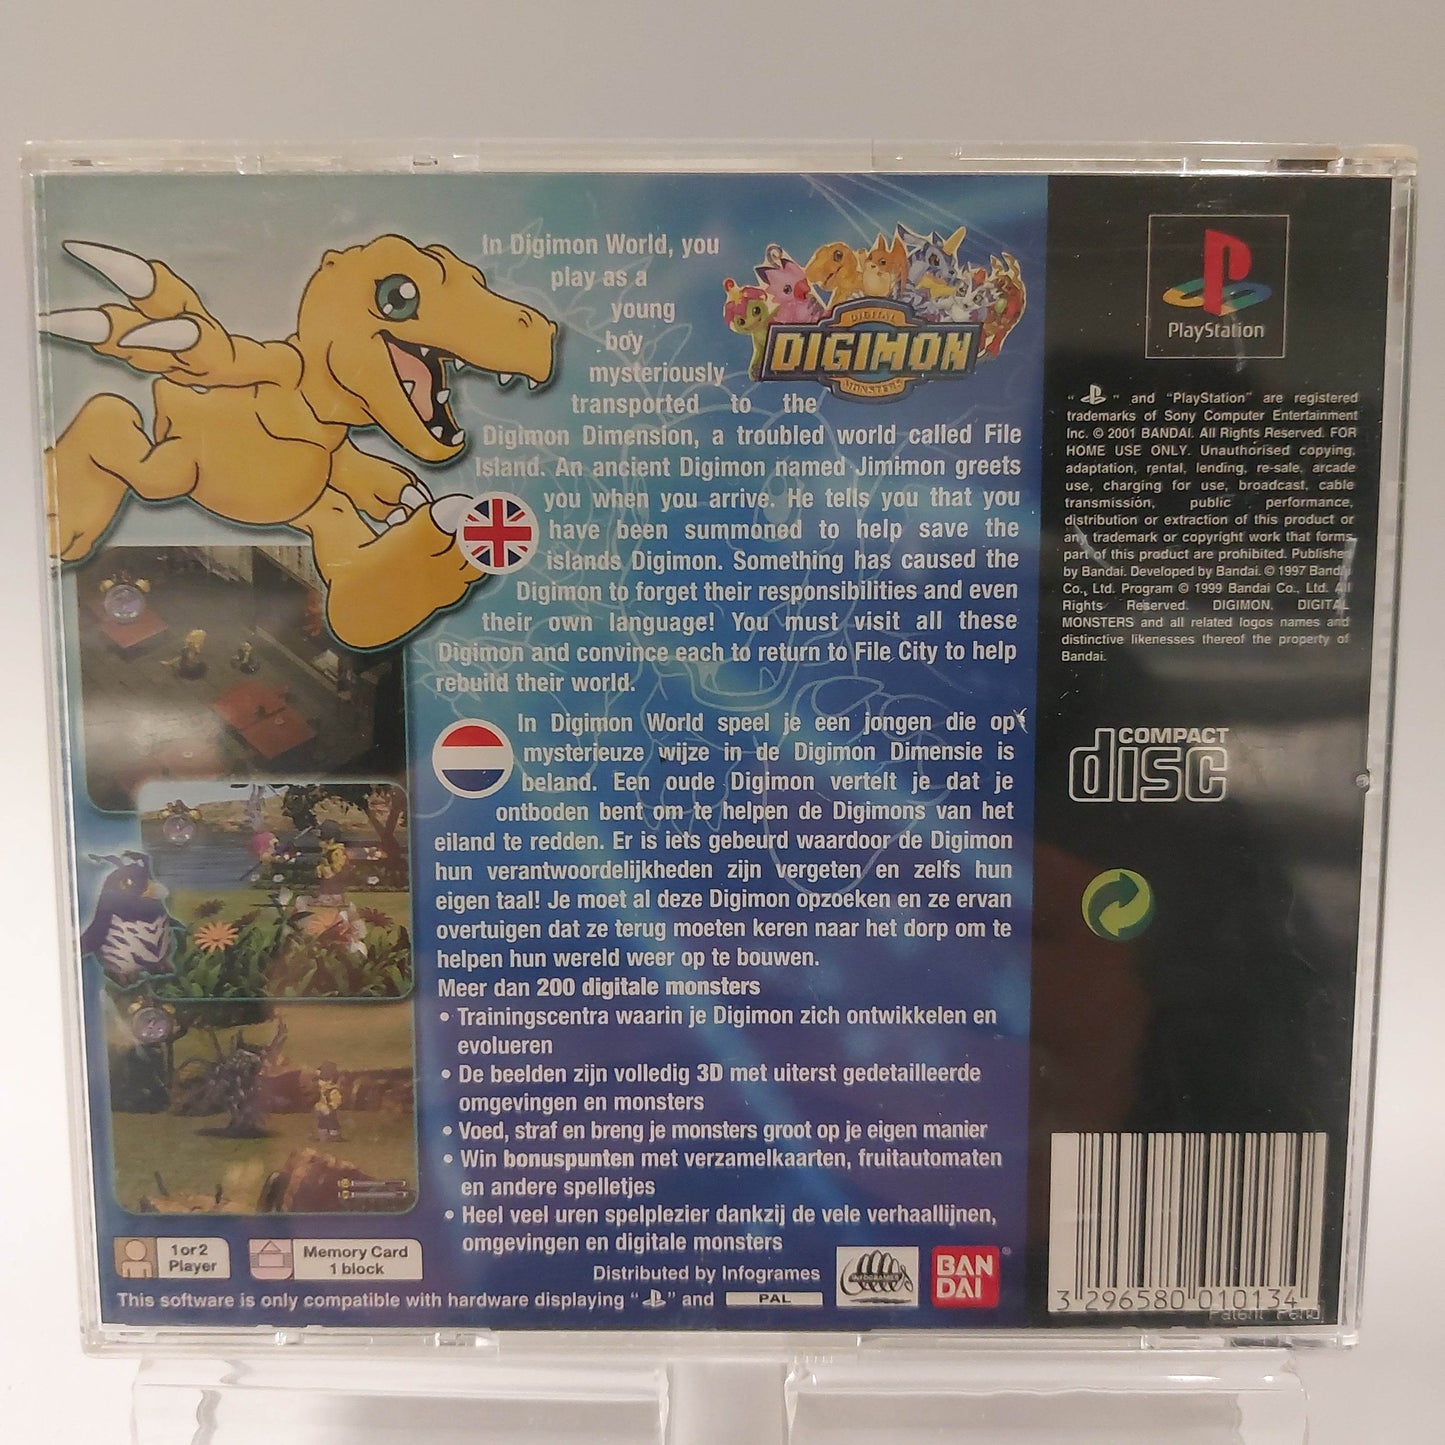 In Digimon World, you
play as a
young
boy
mysteriously
transported to the
Digimon Dimension, a troubled world called File
Island. An ancient Digimon named Jimimon greets
you when you arrive. He tells you that you
have been summoned to help save the
islands Digimon. Something has caused the
Digimon to forget their responsibilities and even
their own language! You must visit all these
Digimon and convince each to return to File City to help
rebuild their world.
In Digimon World speel je een jongen die op
mysterieuze wijze in de Digimon Dimensie is
beland. Een oude Digimon vertelt je dat je
ontboden bent om te helpen de Digimons van het
eiland te redden. Er is iets gebeurd waardoor de Digimon
hun verantwoordelijkheden zijn vergeten en zelfs hun
eigen taal! Je moet al deze Digimon opzoeken en ze ervan
overtuigen dat ze terug moeten keren naar het dorp om te
helpen hun wereld weer op te bouwen.
Meer dan 200 digitale monsters
• Trainingscentra waarin je Digimon zich ontwikkelen en
evolueren
• De beelden zijn volledig 3D met uiterst gedetailleerde
omgevingen en monsters
• Voed, straf en breng je monsters groot op je eigen manier
• Win bonuspunten met verzamelkaarten, fruitautomaten
en andere spelletjes
• Heel veel uren spelplezier dankzij de vele verhaallijnen,
omgevingen en digitale monsters
Distributed by Infogrames
INFOGRAMES
BAN
DAI
®
1 or 2
Player
Memory Card
1 block
This software is only compatible with hardware displaying " " and PAL
DIGITAL
DIGIMON
MONSTERS
PlayStation
" " and "PlayStation" are registered
trademarks of Sony Computer Entertainment
Inc. © 2001 BANDAI. All Rights Reserved. FOR
HOME USE ONLY. Unauthorised copying,
adaptation, rental, lending, re-sale, arcade
use, charging for use, broadcast, cable
transmission, public performance,
distribution or extraction of this product or
any trademark or copyright work that forms
part of this product are prohibited. Publisher
by Bandai. Developed by Bandai. © 1997 Bandai
Co., Ltd. Program © 1999 Bandai Co., Ltd. All
Rights Reserved. DIGIMON, DIGITAL
MONSTERS and all related logos names and
distinctive likenesses thereof the property of
Bandai.
COMPACT
disc
3 296580 010134
Patent Pend